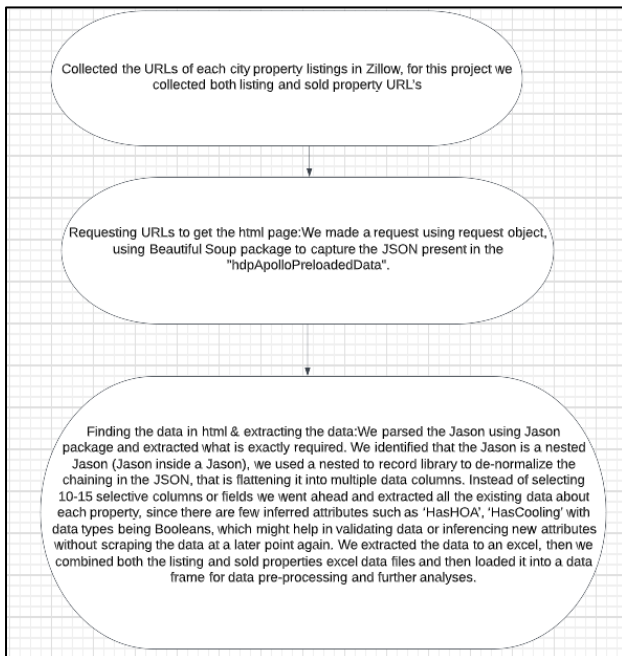 Collected the URLs of each city property listings in Zillow, for this project we
collected both listing and sold property URL's
Requesting URLs to get the html page:We made a request using request object,
using Beautiful Soup package to capture the JSON present in the
"hdpApolloPreloadedData".
Finding the data in html & extracting the data:We parsed the Jason using Jason
package and extracted what is exactly required. We identified that the Jason is a nested
Jason (Jason inside a Jason), we used a nested to record library to de-normalize the
chaining in the JSON, that is flattening it into multiple data columns. Instead of selecting
10-15 selective columns or fields we went ahead and extracted all the existing data about
each property, since there are few inferred attributes such as ‘HasHOA’, ‘HasCooling’ with
data types being Booleans, which might help in validating data or inferencing new attributes
without scraping the data at a later point again. We extracted the data to an excel, then we
combined both the listing and sold properties excel data files and then loaded it into a data
frame for data pre-processing and further analyses.